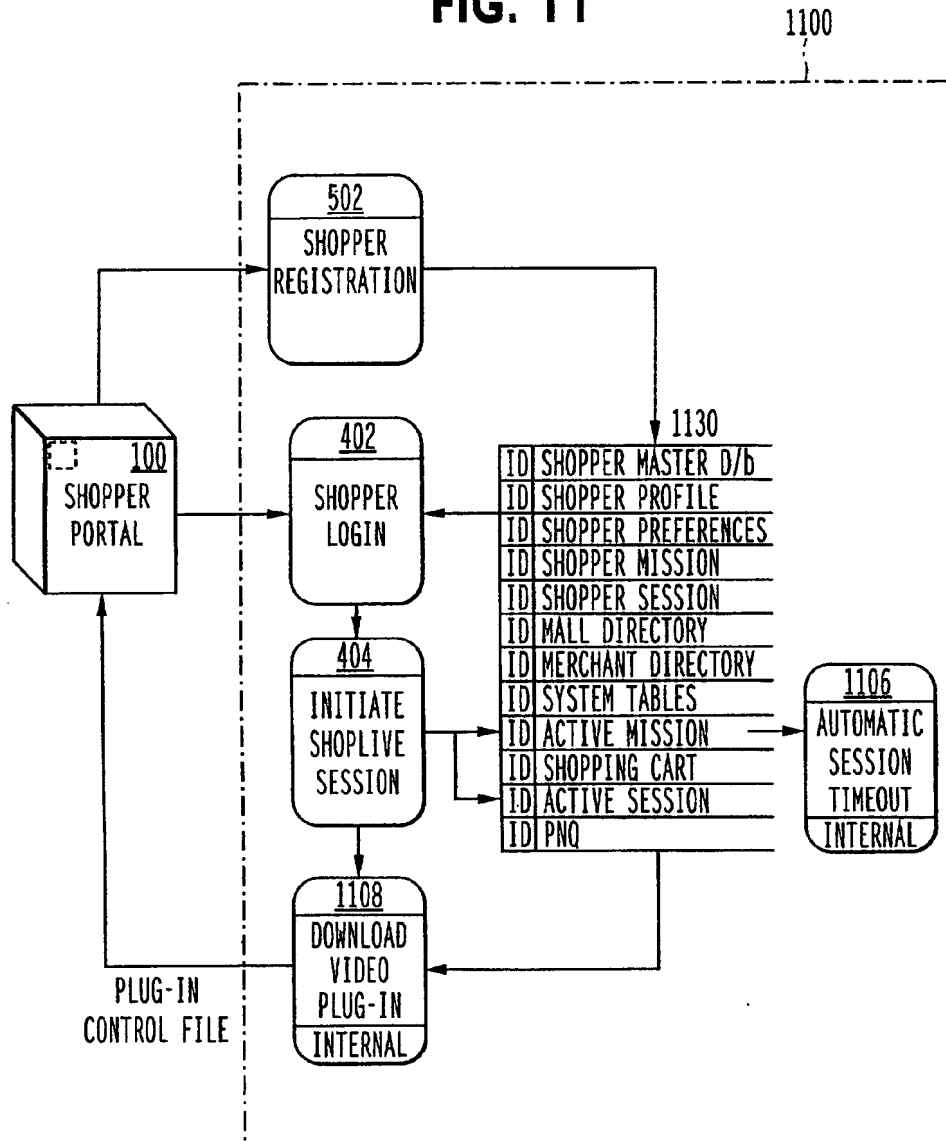 FIG. 11
1100
502
SHOPPER
REGISTRATION
100
SHOPPER
PORTAL
402
SHOPPER
LOGIN
1130
ID SHOPPER MASTER D/b
ID SHOPPER PROFILE
ID SHOPPER PREFERENCES
ID SHOPPER MISSION
ID SHOPPER SESSION
ID MALL DIRECTORY
ID MERCHANT DIRECTORY
ID SYSTEM TABLES
ID ACTIVE MISSION
ID SHOPPING CART
ID ACTIVE SESSION
ID PNQ
404
INITIATE
SHOPLIVE
SESSION
1106
AUTOMATIC
SESSION
TIMEOUT
INTERNAL
1108
DOWNLOAD
VIDEO
PLUG-IN
INTERNAL
PLUG-IN
CONTROL FILE